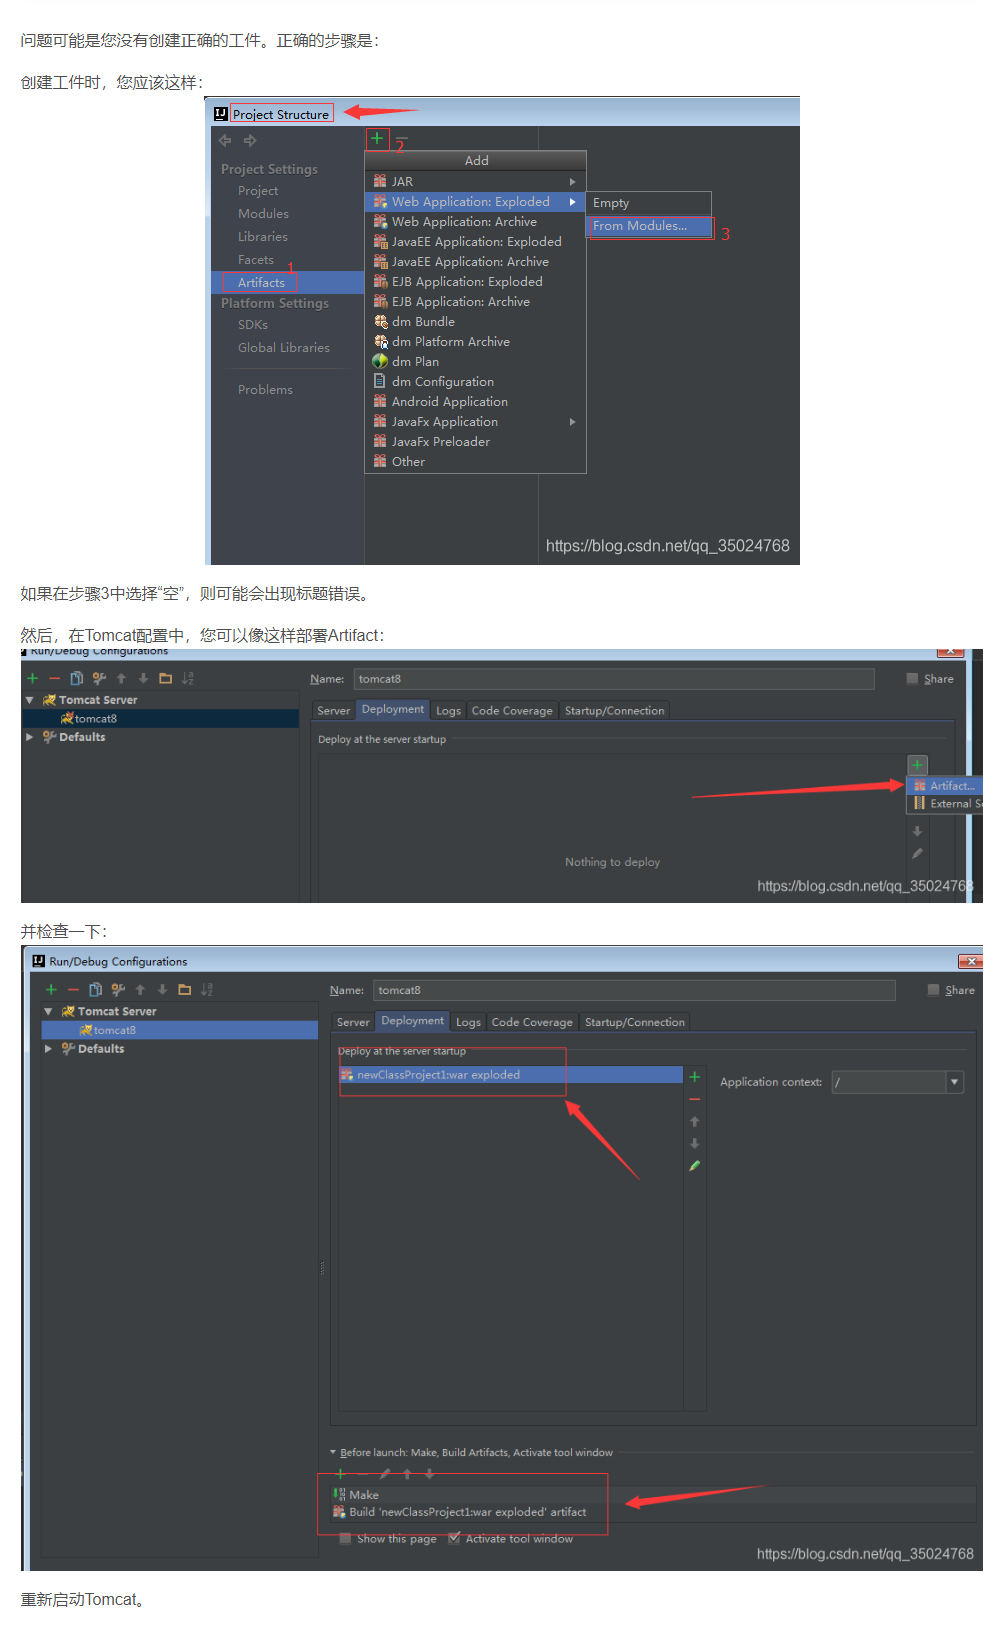 问题可能是您没有创建正确的工件。正确的步骤是：
创建工件时，您应该这样：
Project Structure
2
Project Settings
Project
Modules
Libraries
Facets
1
Artifacts
Platform Settings
SDKs
Global Libraries
Problems
Add
JAR
Web Application: Exploded
Web Application: Archive
JavaEE Application: Exploded
JavaEE Application: Archive
EJB Application: Exploded
EJB Application: Archive
dm Bundle
dm Platform Archive
dm Plan
dm Configuration
Android Application
JavaFx Application
JavaFx Preloader
Other
Empty
From Modules...
3
https://blog.csdn.net/qq_35024768
如果在步骤3中选择“空”，则可能会出现标题错误。
然后，在Tomcat配置中，您可以像这样部署Artifact：
Run/Debug Configurations
Name: tomcat8
Share
Tomcat Server
tomcat8
Defaults
Server Deployment Logs Code Coverage Startup/Connection
Deploy at the server startup
Artifact...
External S
Nothing to deploy
https://blog.csdn.net/qq_35024768
并检查一下：
Run/Debug Configurations
Name: tomcat8
Share
Tomcat Server
tomcat8
Defaults
Server Deployment Logs Code Coverage Startup/Connection
Deploy at the server startup
newClassProject1:war exploded
Application context: /
Before launch: Make, Build Artifacts, Activate tool window
Make
Build 'newClassProject1:war exploded' artifact
Show this page Activate tool window
https://blog.csdn.net/qq_35024768
重新启动Tomcat。